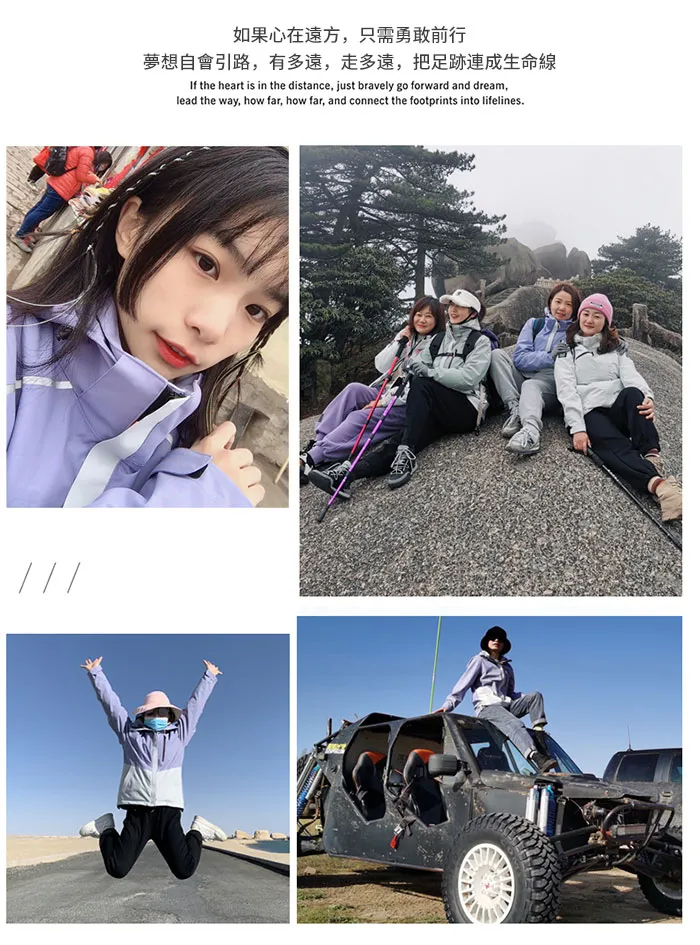 如果心在遠方，只需勇敢前行
夢想自會引路，有多遠，走多遠，把足跡連成生命線
If the heart is in the distance, just bravely go forward and dream,
lead the way, how far, how far, and connect the footprints into lifelines.